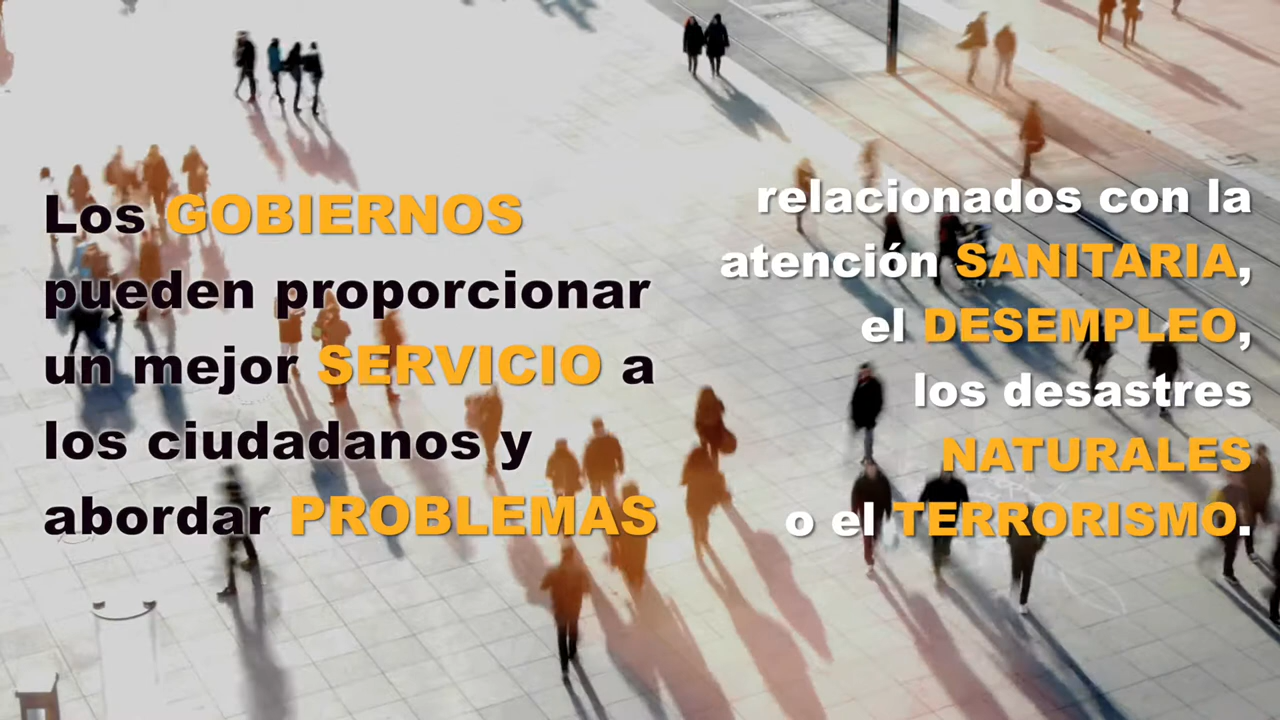 Los GOBIERNOS
pueden proporcionar
un mejor SERVICIO a
los ciudadanos y
abordar PROBLEMAS
relacionados con la
atención SANITARIA,
el DESEMPLEO,
los desastres
NATURALES
o el TERRORISMO.